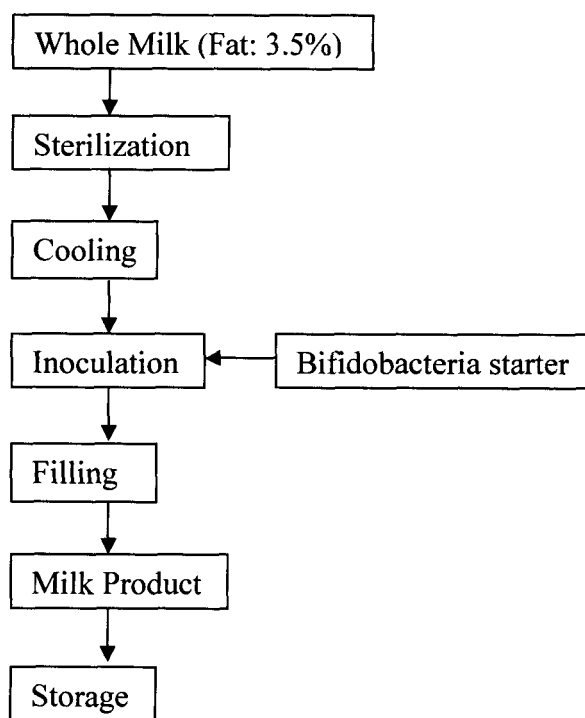 Whole Milk (Fat: 3.5%)
Sterilization
Cooling
Inoculation
Bifidobacteria starter
Filling
Milk Product
Storage